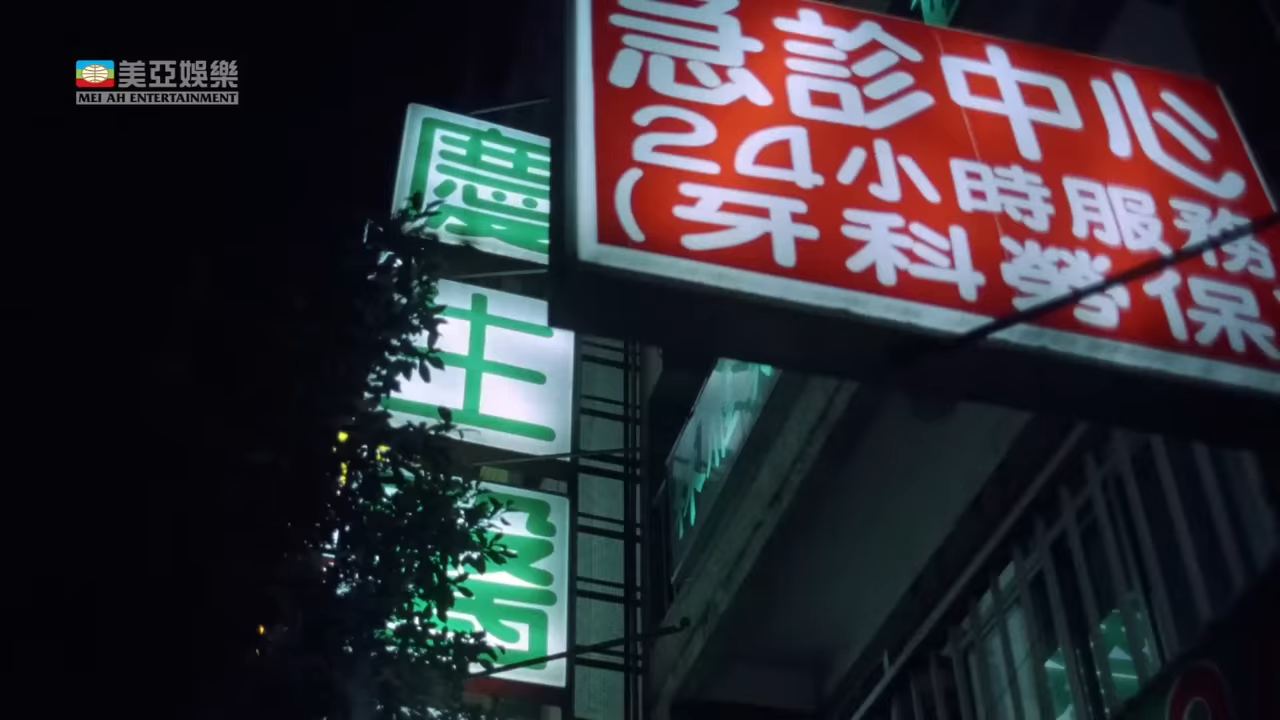 美亞娛樂
MEI AH ENTERTAINMENT
急診中心
24小時服務
(牙科勞保
慶
生
醫